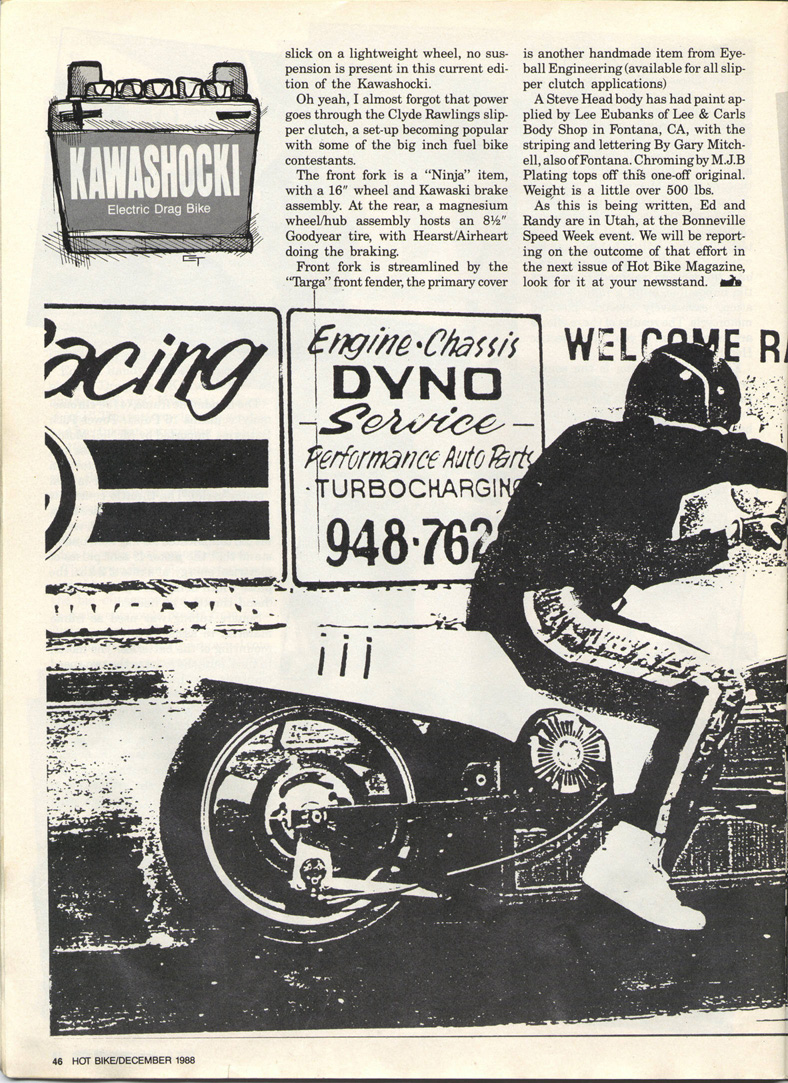 KAWASHOCKI
Electric Drag Bike
GT
slick on a lightweight wheel, no sus-
pension is present in this current edi-
tion of the Kawashocki.
Oh yeah, I almost forgot that power
goes through the Clyde Rawlings slip-
per clutch, a set-up becoming popular
with some of the big inch fuel bike
contestants.
The front fork is a “Ninja” item,
with a 16″ wheel and Kawaski brake
assembly. At the rear, a magnesium
wheel/hub assembly hosts an 8½″
Goodyear tire, with Hearst/Airheart
doing the braking.
Front fork is streamlined by the
“Targa” front fender, the primary cover
is another handmade item from Eye-
ball Engineering (available for all slip-
per clutch applications)
A Steve Head body has had paint ap-
plied by Lee Eubanks of Lee & Carls
Body Shop in Fontana, CA, with the
striping and lettering By Gary Mitch-
ell, also of Fontana. Chroming by M.J.B
Plating tops off this one-off original.
Weight is a little over 500 lbs.
As this is being written, Ed and
Randy are in Utah, at the Bonneville
Speed Week event. We will be report-
ing on the outcome of that effort in
the next issue of Hot Bike Magazine,
look for it at your newsstand.
acing
Engine·Chassis
DYNO
-Service-
Performance Auto Parts
·TURBOCHARGING
948·762
WELCOME RA
iii
46 HOT BIKE/DECEMBER 1988